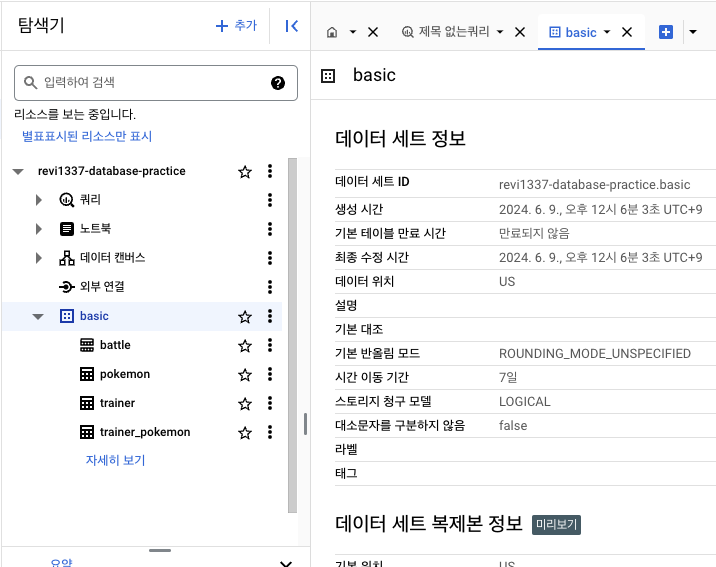 탐색기
+ 추가
제목 없는쿼리
basic
입력하여 검색
리소스를 보는 중입니다.
별표표시된 리소스만 표시
revi1337-database-practice
쿼리
노트북
데이터 캔버스
외부 연결
basic
battle
pokemon
trainer
trainer_pokemon
자세히 보기
요약
basic
데이터 세트 정보
데이터 세트 ID revi1337-database-practice.basic
생성 시간 2024. 6. 9., 오후 12시 6분 3초 UTC+9
기본 테이블 만료 시간 만료되지 않음
최종 수정 시간 2024. 6. 9., 오후 12시 6분 3초 UTC+9
데이터 위치 US
설명
기본 대조
기본 반올림 모드 ROUNDING_MODE_UNSPECIFIED
시간 이동 기간 7일
스토리지 청구 모델 LOGICAL
대소문자를 구분하지 않음 false
라벨
태그
데이터 세트 복제본 정보 미리보기
기본 위치 US